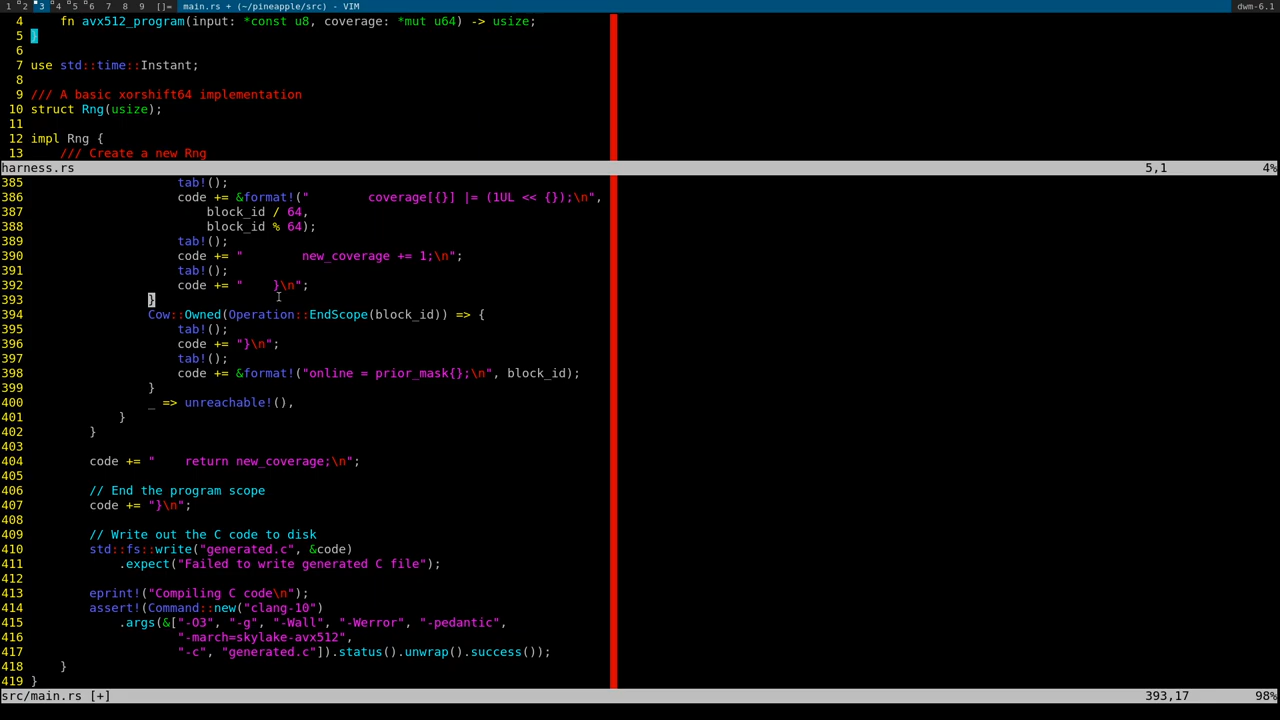 1 2 3 4 5 6 7 8 9 []= main.rs + (~/pineapple/src) - VIM dwm-6.1
4     fn avx512_program(input: *const u8, coverage: *mut u64) -> usize;
5 }
6
7 use std::time::Instant;
8
9 /// A basic xorshift64 implementation
10 struct Rng(usize);
11
12 impl Rng {
13     /// Create a new Rng
harness.rs 5,1 4%
385                     tab!();
386                     code += &format!("        coverage[{}] |= (1UL << {});\n",
387                         block_id / 64,
388                         block_id % 64);
389                     tab!();
390                     code += "        new_coverage += 1;\n";
391                     tab!();
392                     code += "    }\n";
393                 }
394                 Cow::Owned(Operation::EndScope(block_id)) => {
395                     tab!();
396                     code += "}\n";
397                     tab!();
398                     code += &format!("online = prior_mask{};\n", block_id);
399                 }
400                 _ => unreachable!(),
401             }
402         }
403
404         code += "    return new_coverage;\n";
405
406         // End the program scope
407         code += "}\n";
408
409         // Write out the C code to disk
410         std::fs::write("generated.c", &code)
411             .expect("Failed to write generated C file");
412
413         eprint!("Compiling C code\n");
414         assert!(Command::new("clang-10")
415             .args(&["-O3", "-g", "-Wall", "-Werror", "-pedantic",
416                     "-march=skylake-avx512",
417                     "-c", "generated.c"]).status().unwrap().success());
418     }
419 }
src/main.rs [+] 393,17 98%